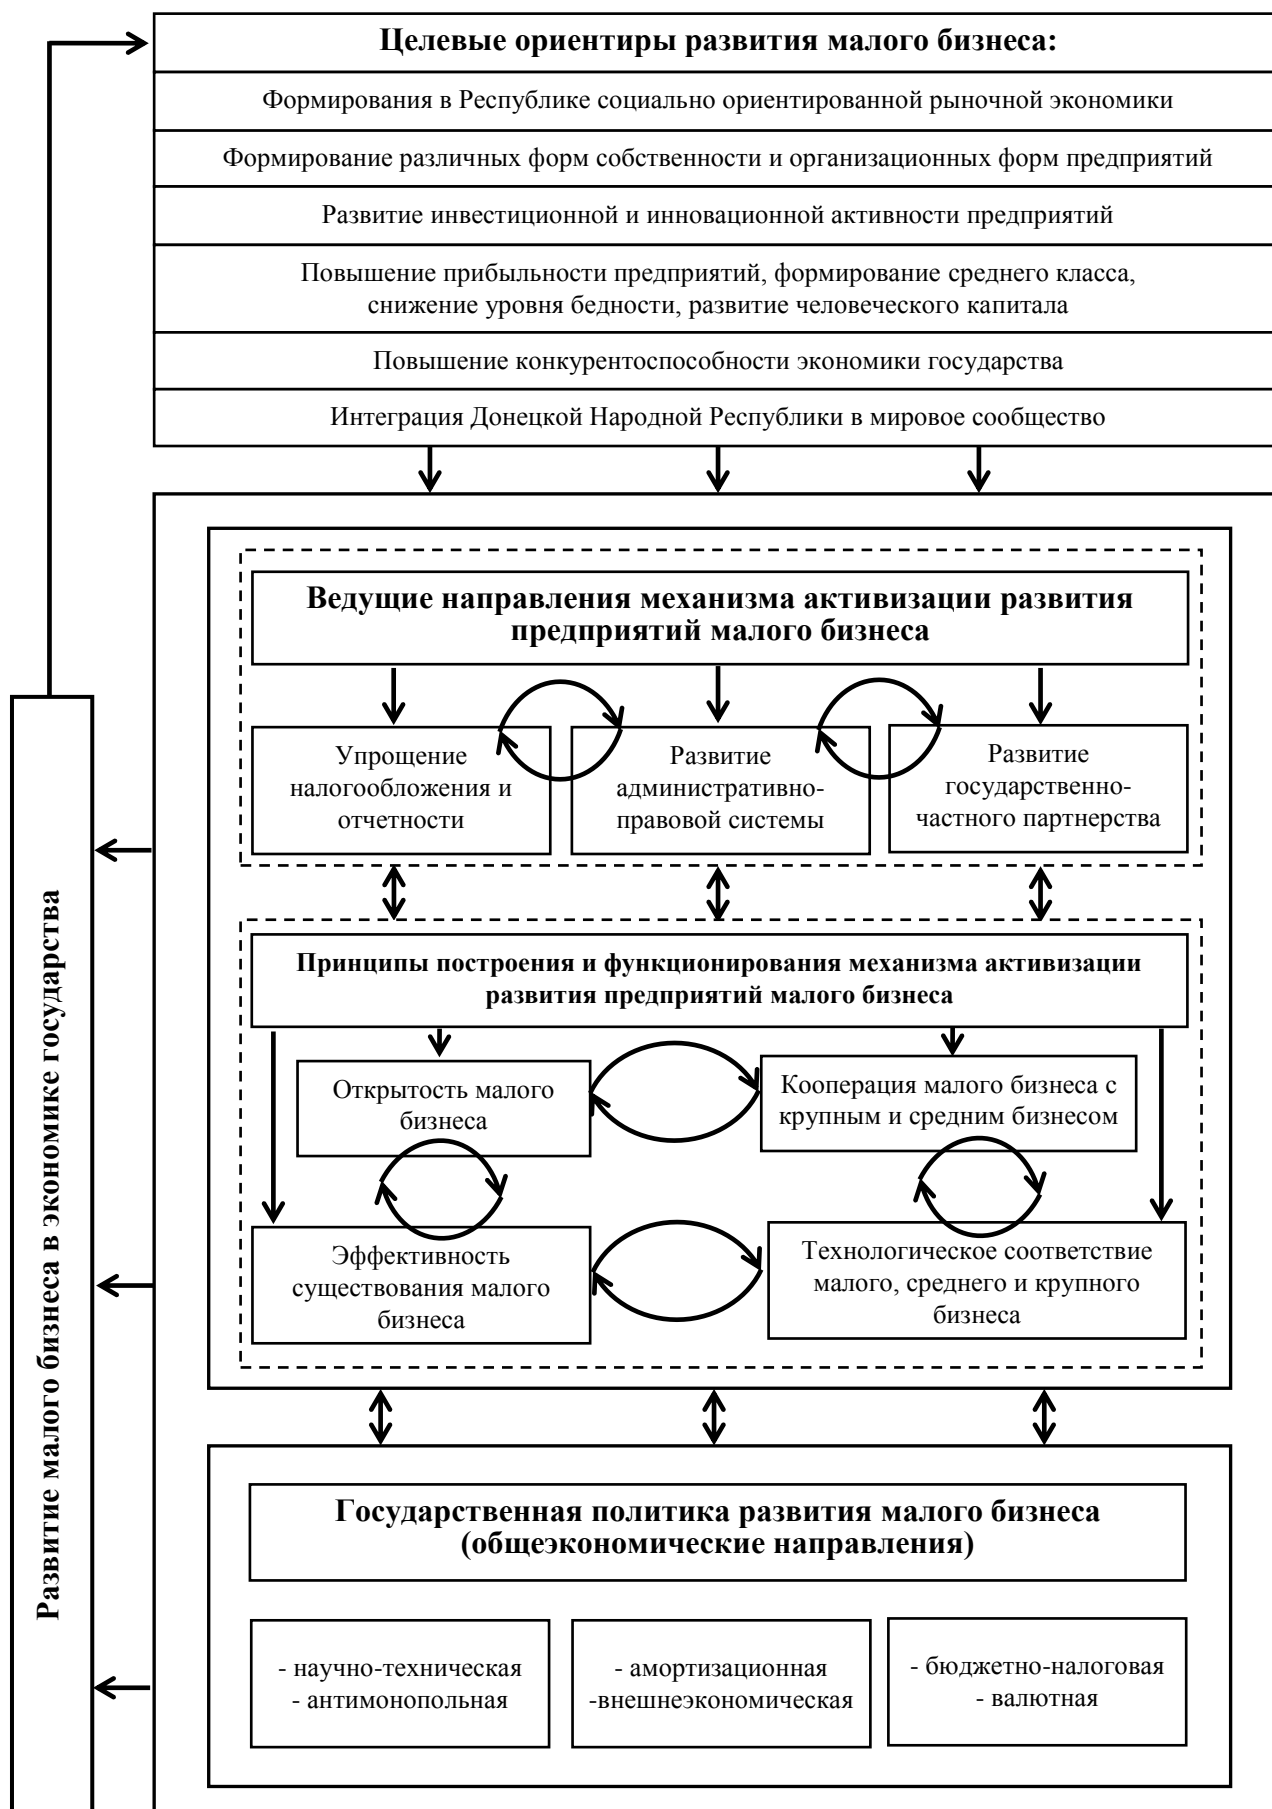 Целевые ориентиры развития малого бизнеса:
Формирования в Республике социально ориентированной рыночной экономики
Формирование различных форм собственности и организационных форм предприятий
Развитие инвестиционной и инновационной активности предприятий
Повышение прибыльности предприятий, формирование среднего класса,
снижение уровня бедности, развитие человеческого капитала
Повышение конкурентоспособности экономики государства
Интеграция Донецкой Народной Республики в мировое сообщество
Ведущие направления механизма активизации развития
предприятий малого бизнеса
Упрощение
налогообложения и
отчетности
Развитие
административно-
правовой системы
Развитие
государственно-
частного партнерства
Принципы построения и функционирования механизма активизации
развития предприятий малого бизнеса
Открытость малого
бизнеса
Кооперация малого бизнеса с
крупным и средним бизнесом
Эффективность
существования малого
бизнеса
Технологическое соответствие
малого, среднего и крупного
бизнеса
Государственная политика развития малого бизнеса
(общеэкономические направления)
- научно-техническая
- антимонопольная
- амортизационная
-внешнеэкономическая
- бюджетно-налоговая
- валютная
Развитие малого бизнеса в экономике государства